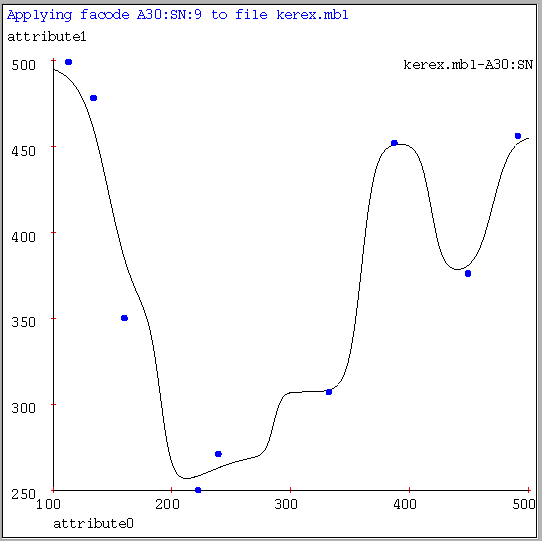 Applying facode A30:SN:9 to file kerex.mbl
attribute1
kerex.mbl-A30:SN
500
450
400
350
300
250
100 200 300 400 500
attribute0